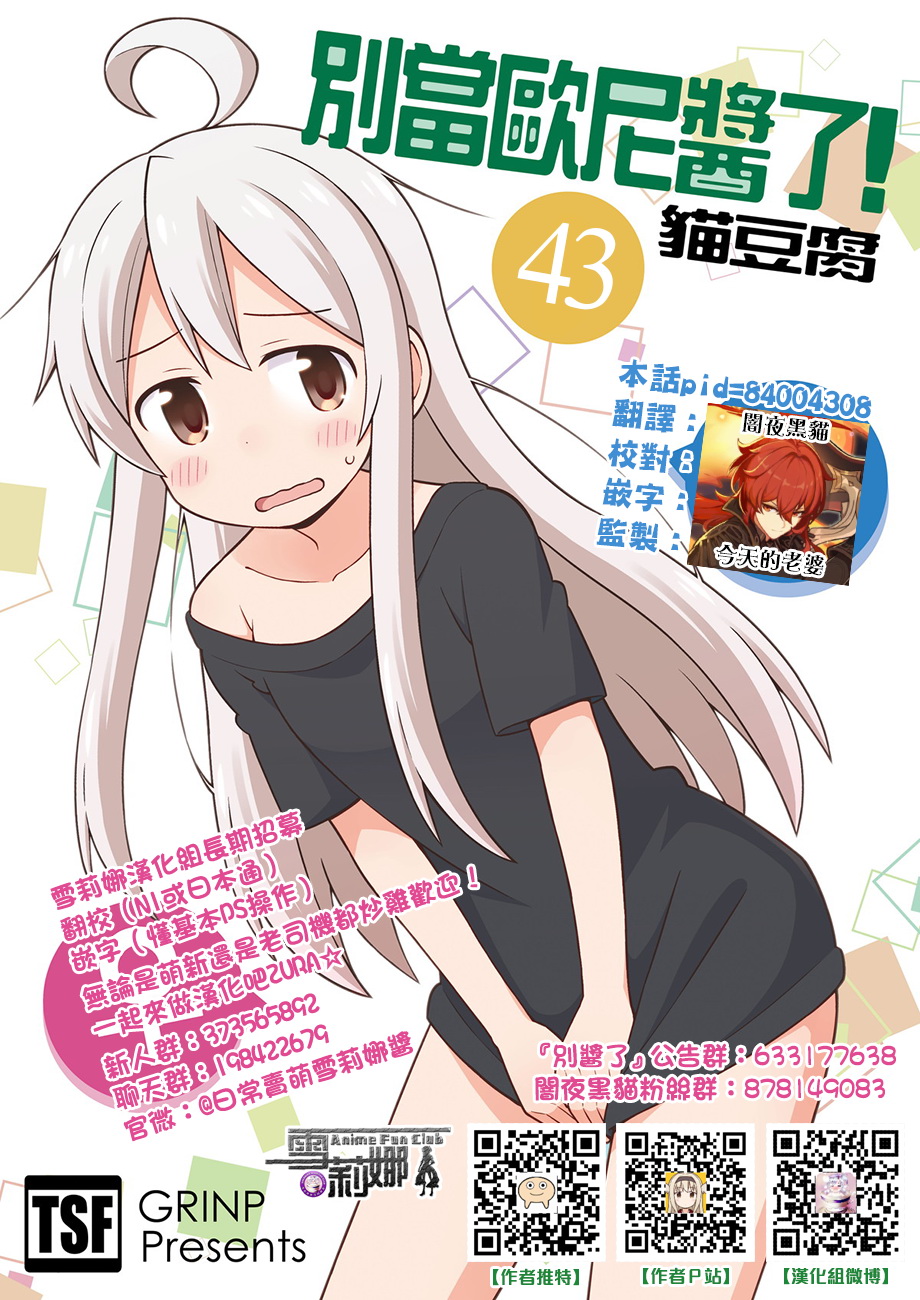 別當歐尼醬了!
43
貓豆腐
本話pid=84004308
翻譯:
校對:
嵌字:
監製:
闇夜黑貓
今天的老婆
雪莉娜漢化組長期招募
翻校(N1或日本通)
嵌字(懂基本PS操作)
無論是萌新還是老司機都炒雞歡迎!
一起來做漢化吧ZURA☆
新人群:373565892
聊天群:198422679
官微:@日常賣萌雪莉娜醬
『別醬了』公告群:633177638
闇夜黑貓粉絲群:878149083
雪莉娜
Anime Fun Club
TSF
GRINP
Presents
【作者推特】
【作者P站】
【漢化組微博】